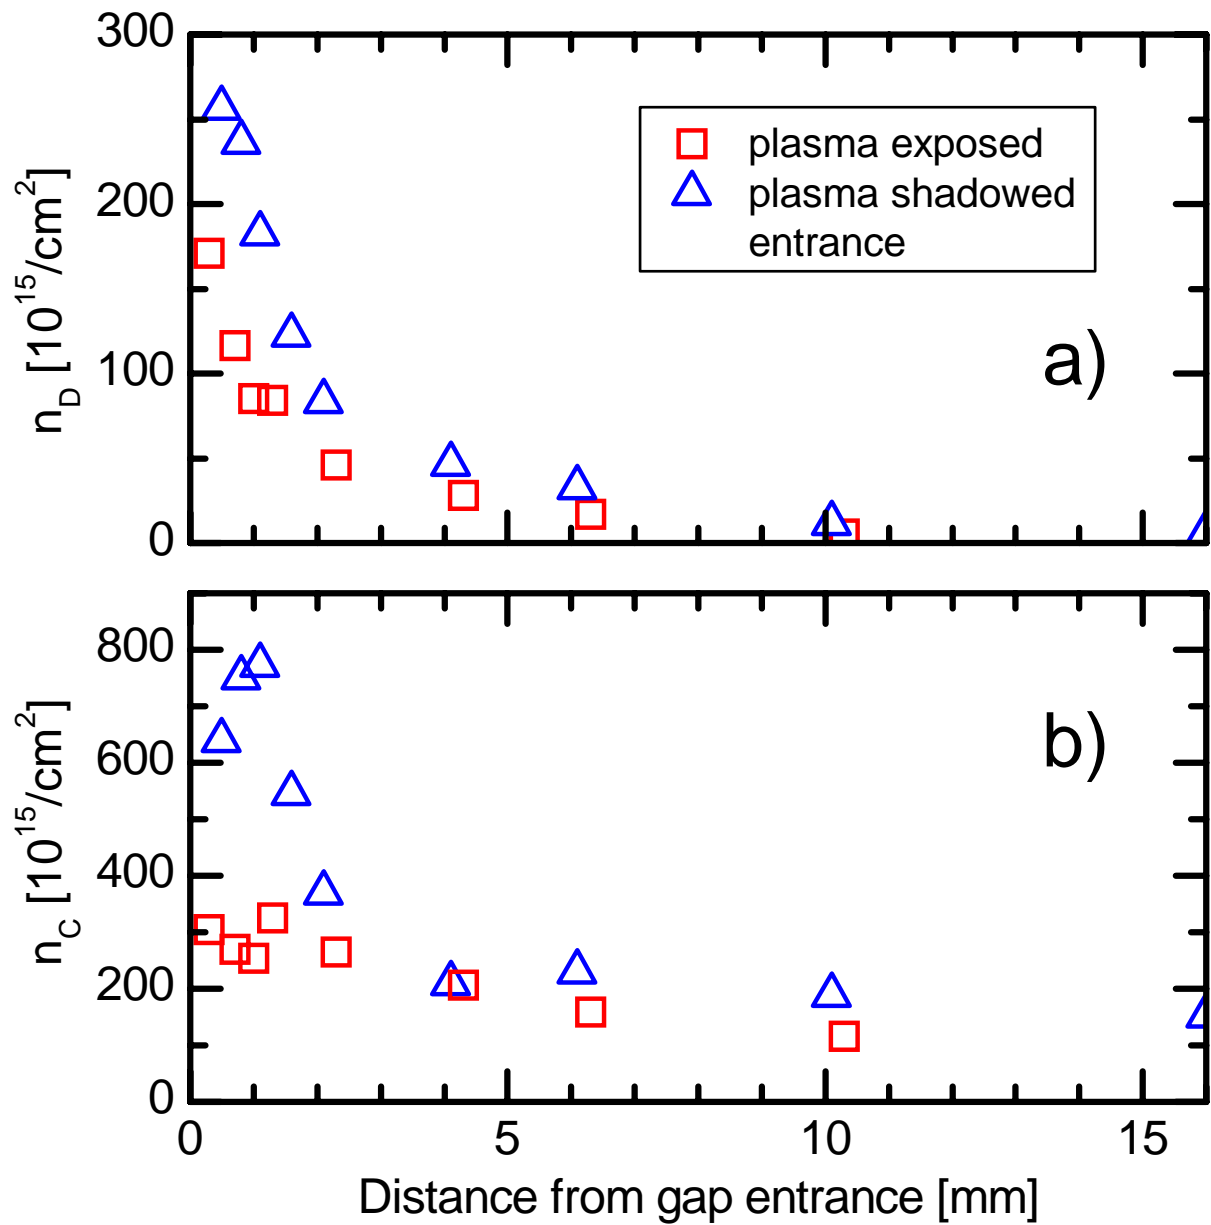 300
200
100
0
n_D [10^15/cm^2]
plasma exposed
plasma shadowed
entrance
a)
800
600
400
200
0
n_C [10^15/cm^2]
b)
0 5 10 15
Distance from gap entrance [mm]